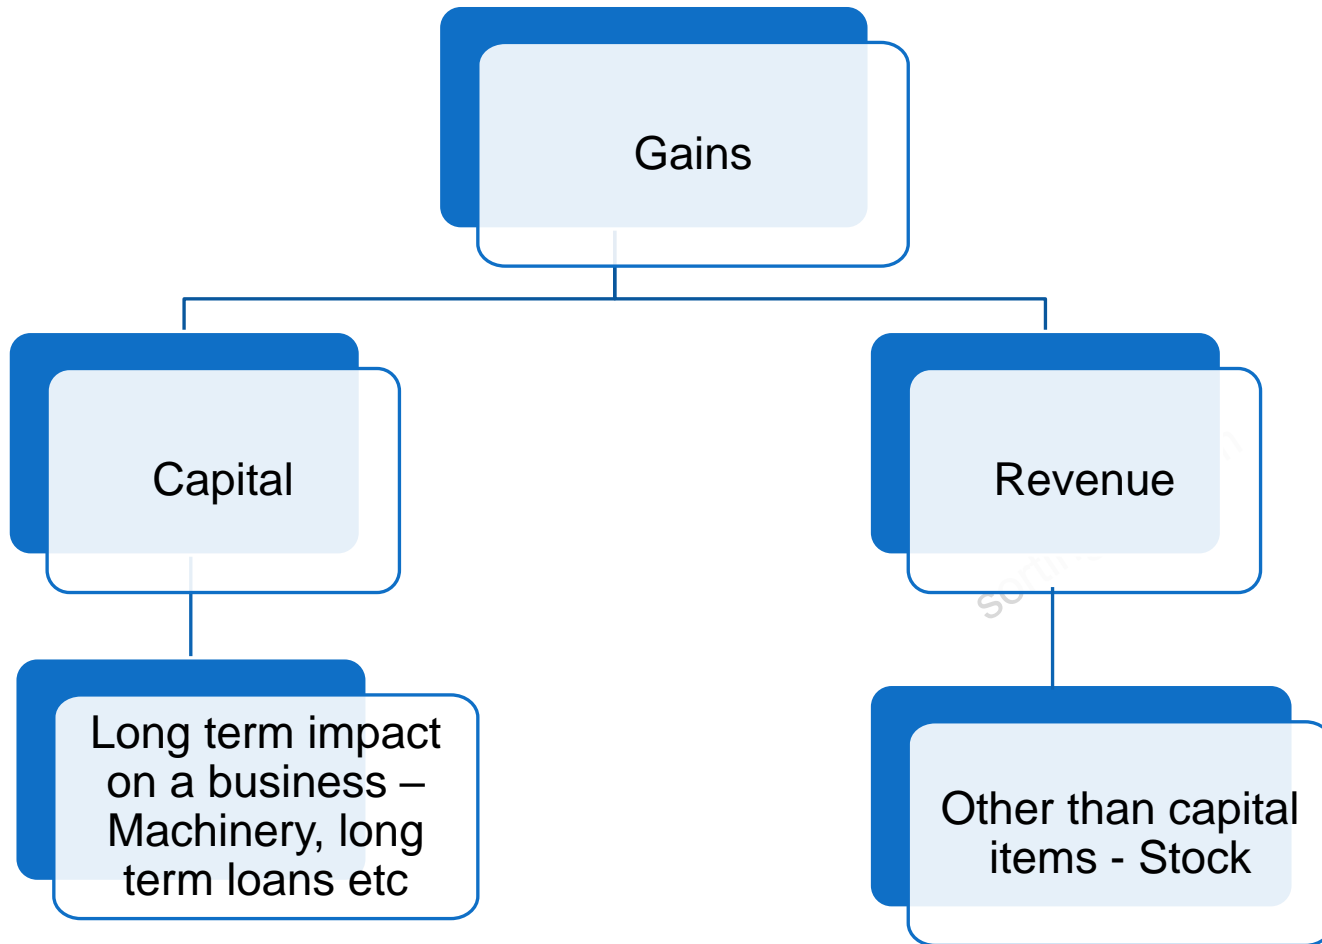 Gains
Capital
Revenue
Long term impact
on a business –
Machinery, long
term loans etc
Other than capital
items - Stock